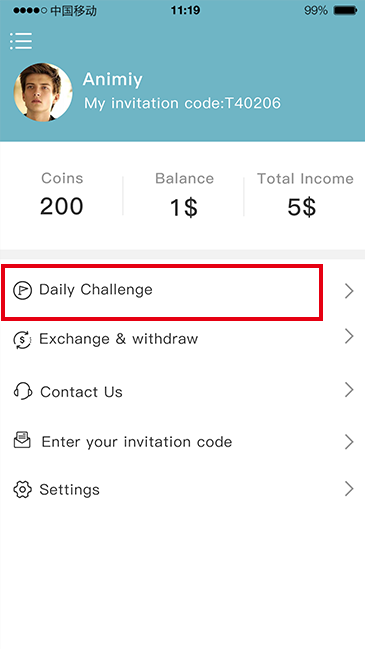 中国移动 11:19 99%
Animiy
My invitation code:T40206
Coins Balance Total Income
200 1$ 5$
Daily Challenge
Exchange & withdraw
Contact Us
Enter your invitation code
Settings